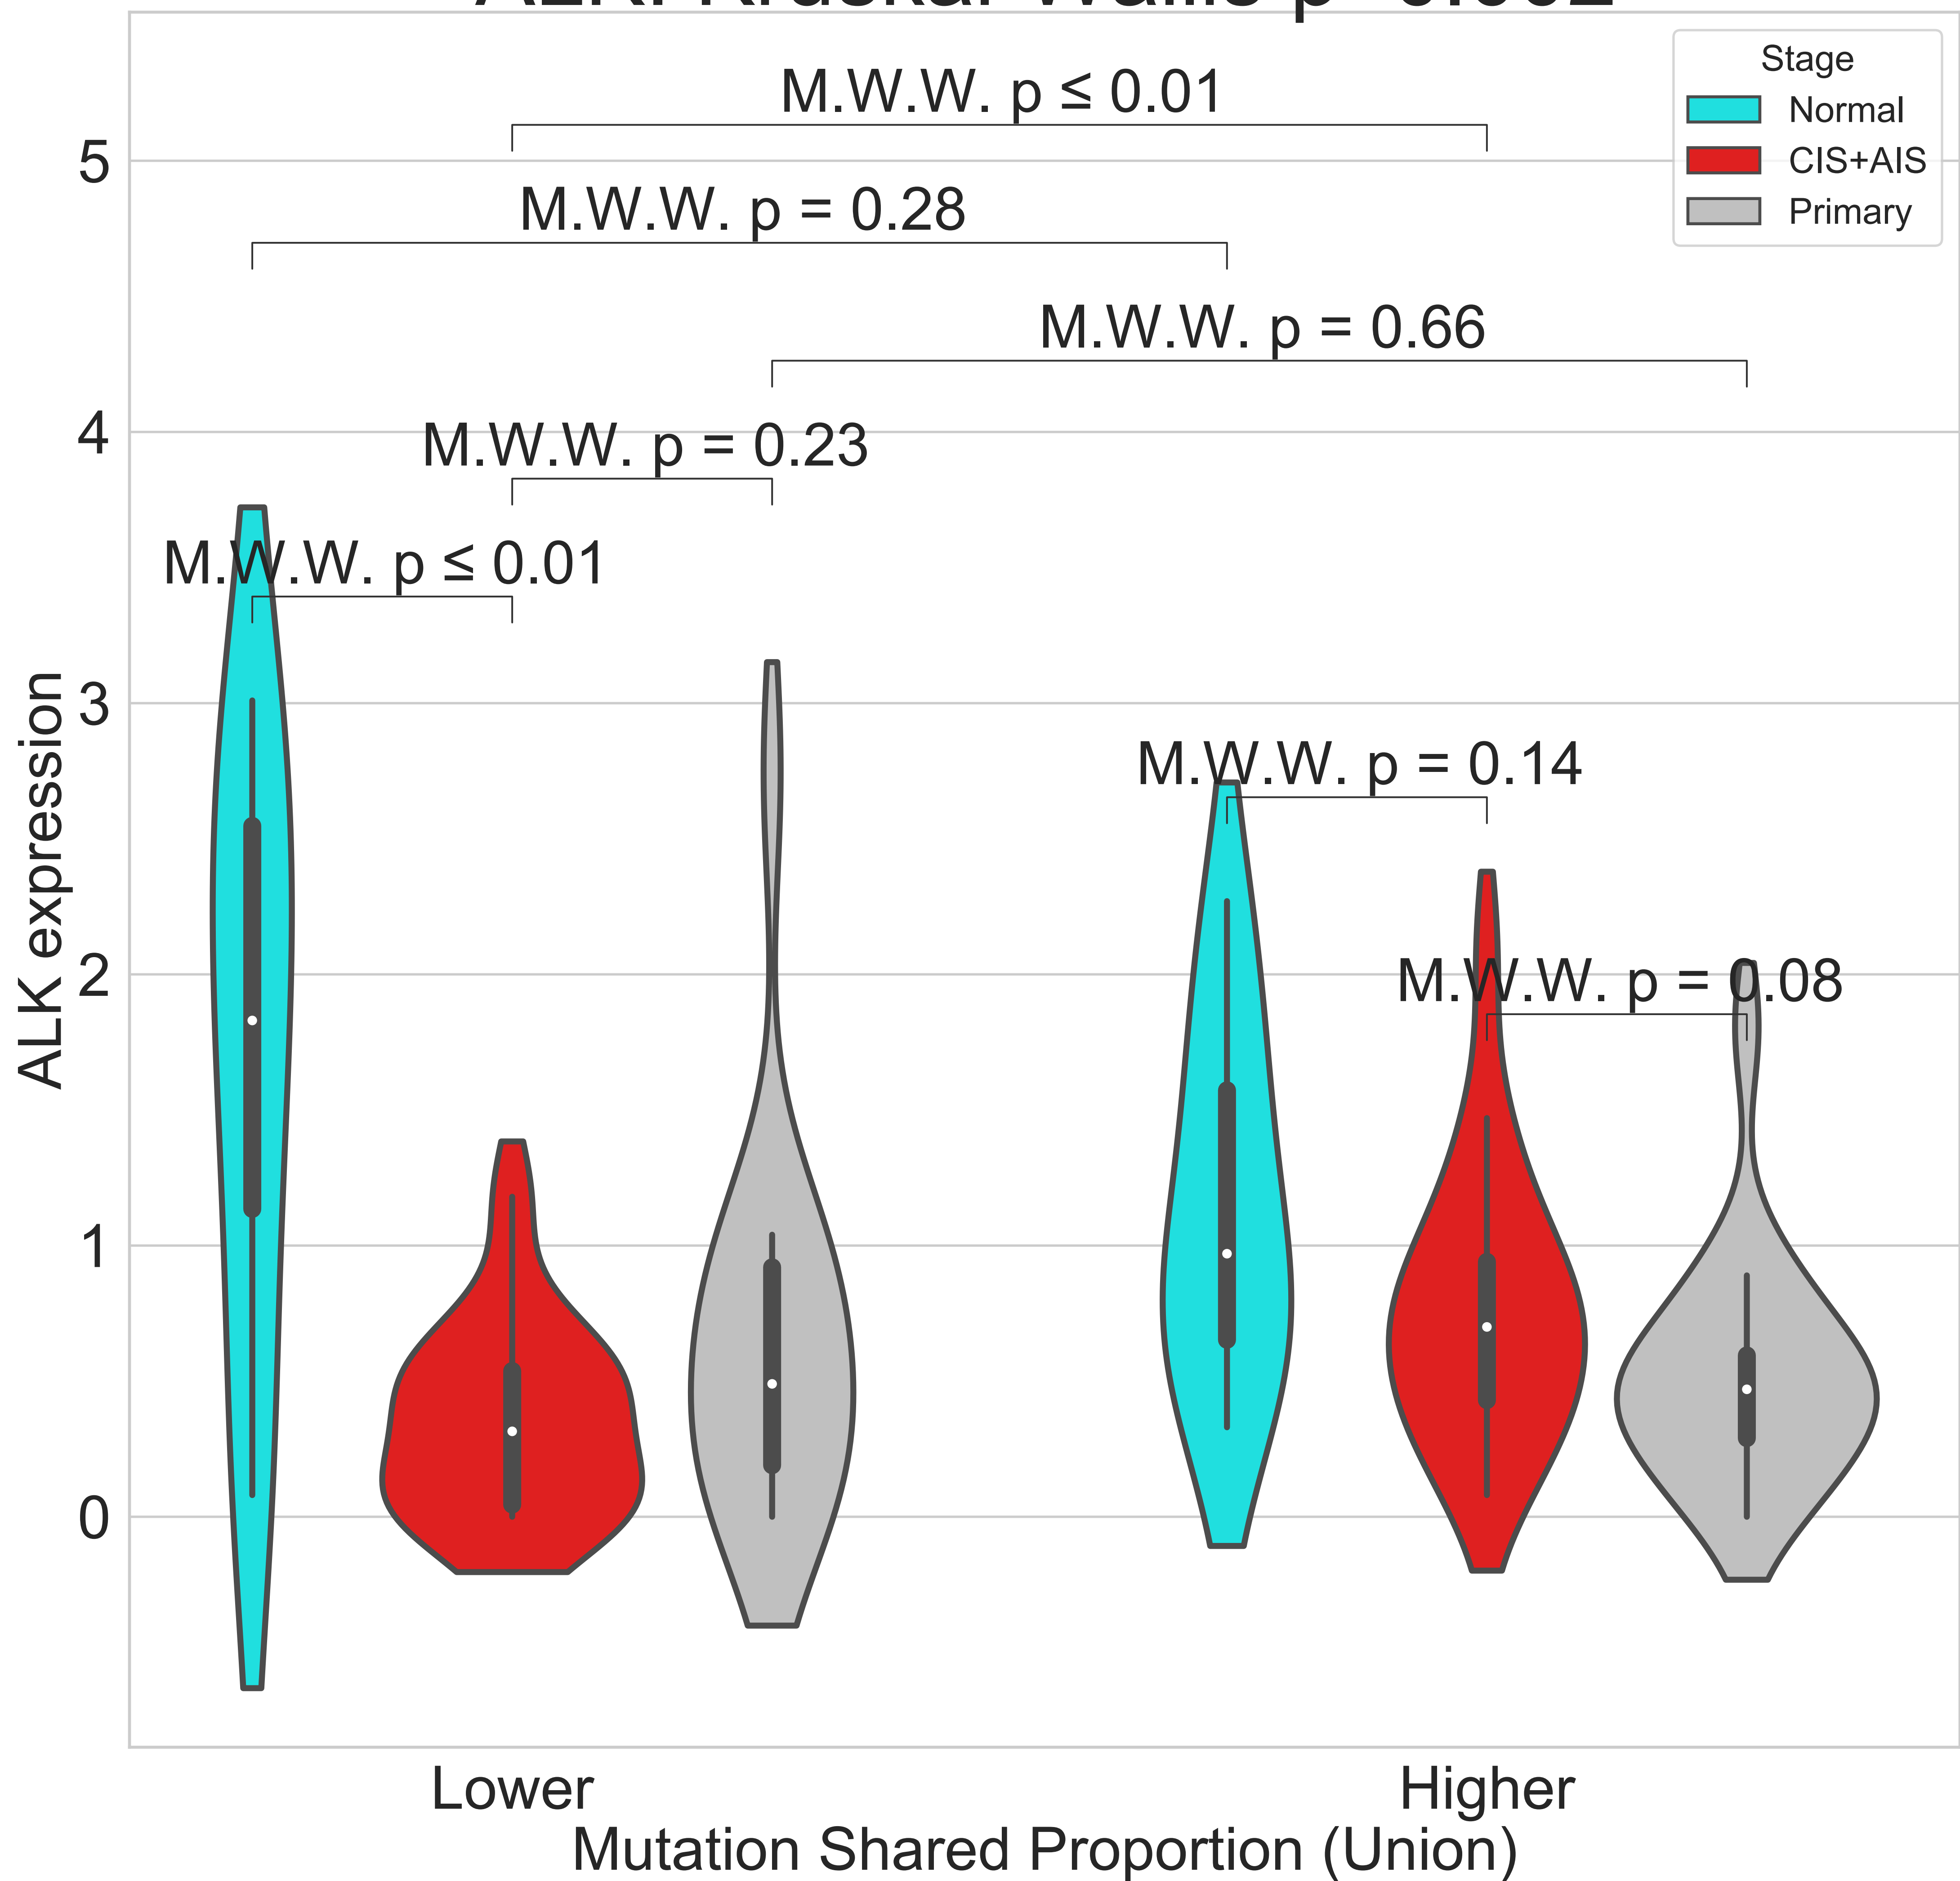 M.W.W. p ≤ 0.01
M.W.W. p = 0.28
M.W.W. p = 0.66
M.W.W. p = 0.23
M.W.W. p ≤ 0.01
M.W.W. p = 0.14
M.W.W. p = 0.08
Stage
Normal
CIS+AIS
Primary
ALK expression
5
4
3
2
1
0
Lower
Higher
Mutation Shared Proportion (Union)